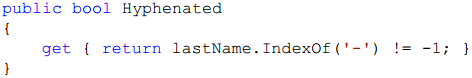 public bool Hyphenated
{
    get { return lastName.IndexOf('-') != -1; }
}